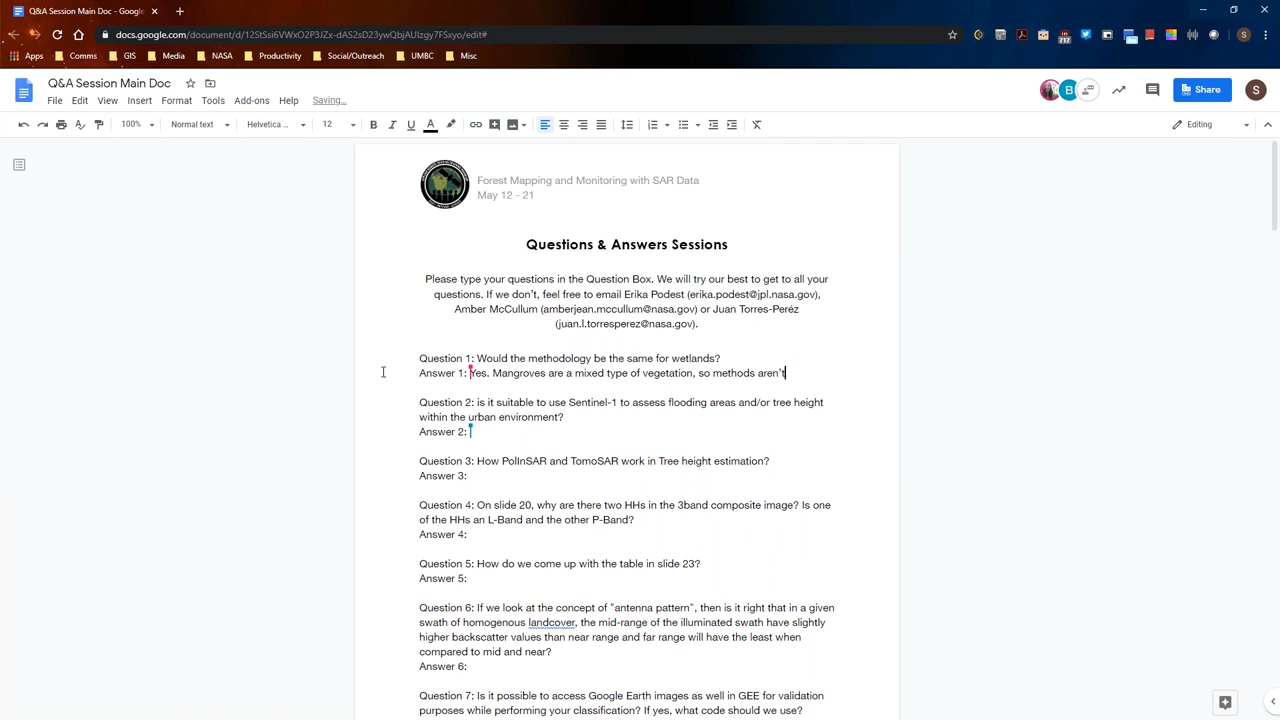 Q&A Session Main Doc - Google
docs.google.com/document/d/12StSsi6VWxO2P3JZx-dAS2sD23ywQbjAUIzgy7FSxyo/edit#
Apps Comms GIS Media NASA Productivity Social/Outreach UMBC Misc
Q&A Session Main Doc
File Edit View Insert Format Tools Add-ons Help Saving...
B Share S
100% Normal text Helvetica ... 12 B I U A Editing
Forest Mapping and Monitoring with SAR Data
May 12 - 21
Questions & Answers Sessions
Please type your questions in the Question Box. We will try our best to get to all your
questions. If we don't, feel free to email Erika Podest (erika.podest@jpl.nasa.gov),
Amber McCullum (amberjean.mccullum@nasa.gov) or Juan Torres-Peréz
(juan.l.torresperez@nasa.gov).
Question 1: Would the methodology be the same for wetlands?
Answer 1: Yes. Mangroves are a mixed type of vegetation, so methods aren't
Question 2: is it suitable to use Sentinel-1 to assess flooding areas and/or tree height
within the urban environment?
Answer 2:
Question 3: How PolInSAR and TomoSAR work in Tree height estimation?
Answer 3:
Question 4: On slide 20, why are there two HHs in the 3band composite image? Is one
of the HHs an L-Band and the other P-Band?
Answer 4:
Question 5: How do we come up with the table in slide 23?
Answer 5:
Question 6: If we look at the concept of "antenna pattern", then is it right that in a given
swath of homogenous landcover, the mid-range of the illuminated swath have slightly
higher backscatter values than near range and far range will have the least when
compared to mid and near?
Answer 6:
Question 7: Is it possible to access Google Earth images as well in GEE for validation
purposes while performing your classification? If yes, what code should we use?